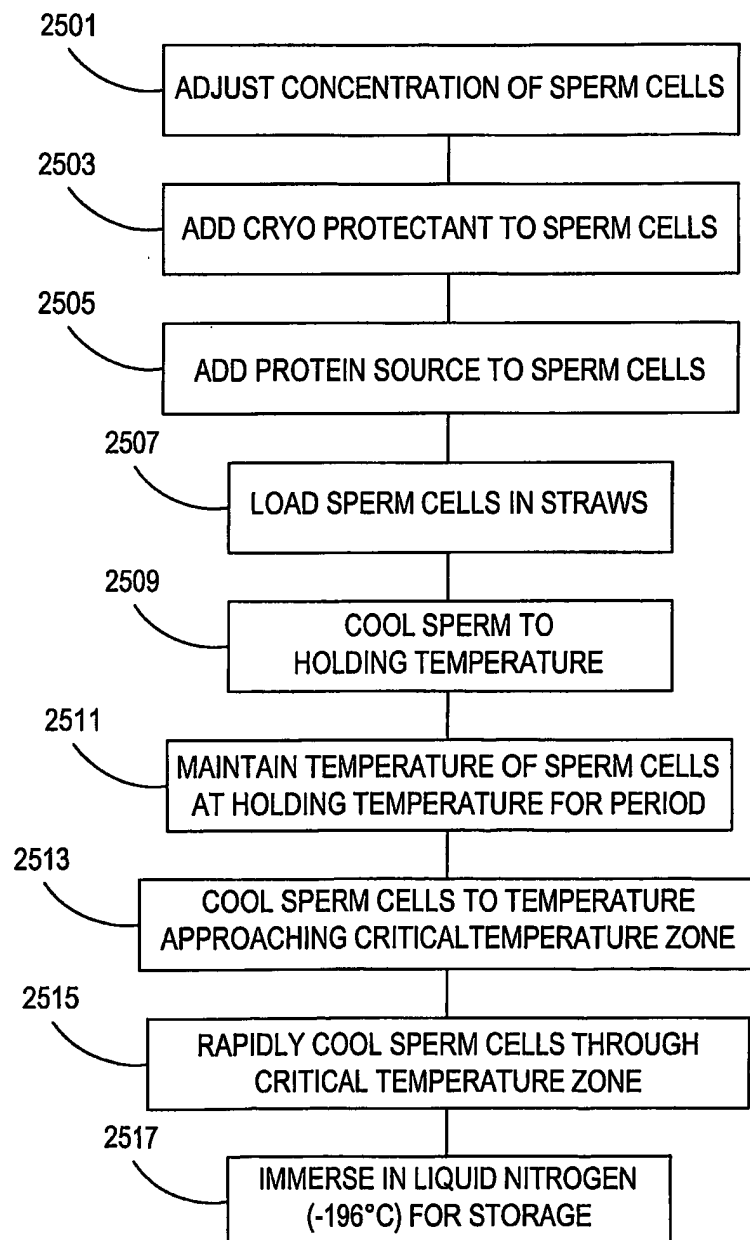 2501
ADJUST CONCENTRATION OF SPERM CELLS
2503
ADD CRYO PROTECTANT TO SPERM CELLS
2505
ADD PROTEIN SOURCE TO SPERM CELLS
2507
LOAD SPERM CELLS IN STRAWS
2509
COOL SPERM TO
HOLDING TEMPERATURE
2511
MAINTAIN TEMPERATURE OF SPERM CELLS
AT HOLDING TEMPERATURE FOR PERIOD
2513
COOL SPERM CELLS TO TEMPERATURE
APPROACHING CRITICALTEMPERATURE ZONE
2515
RAPIDLY COOL SPERM CELLS THROUGH
CRITICAL TEMPERATURE ZONE
2517
IMMERSE IN LIQUID NITROGEN
(-196°C) FOR STORAGE